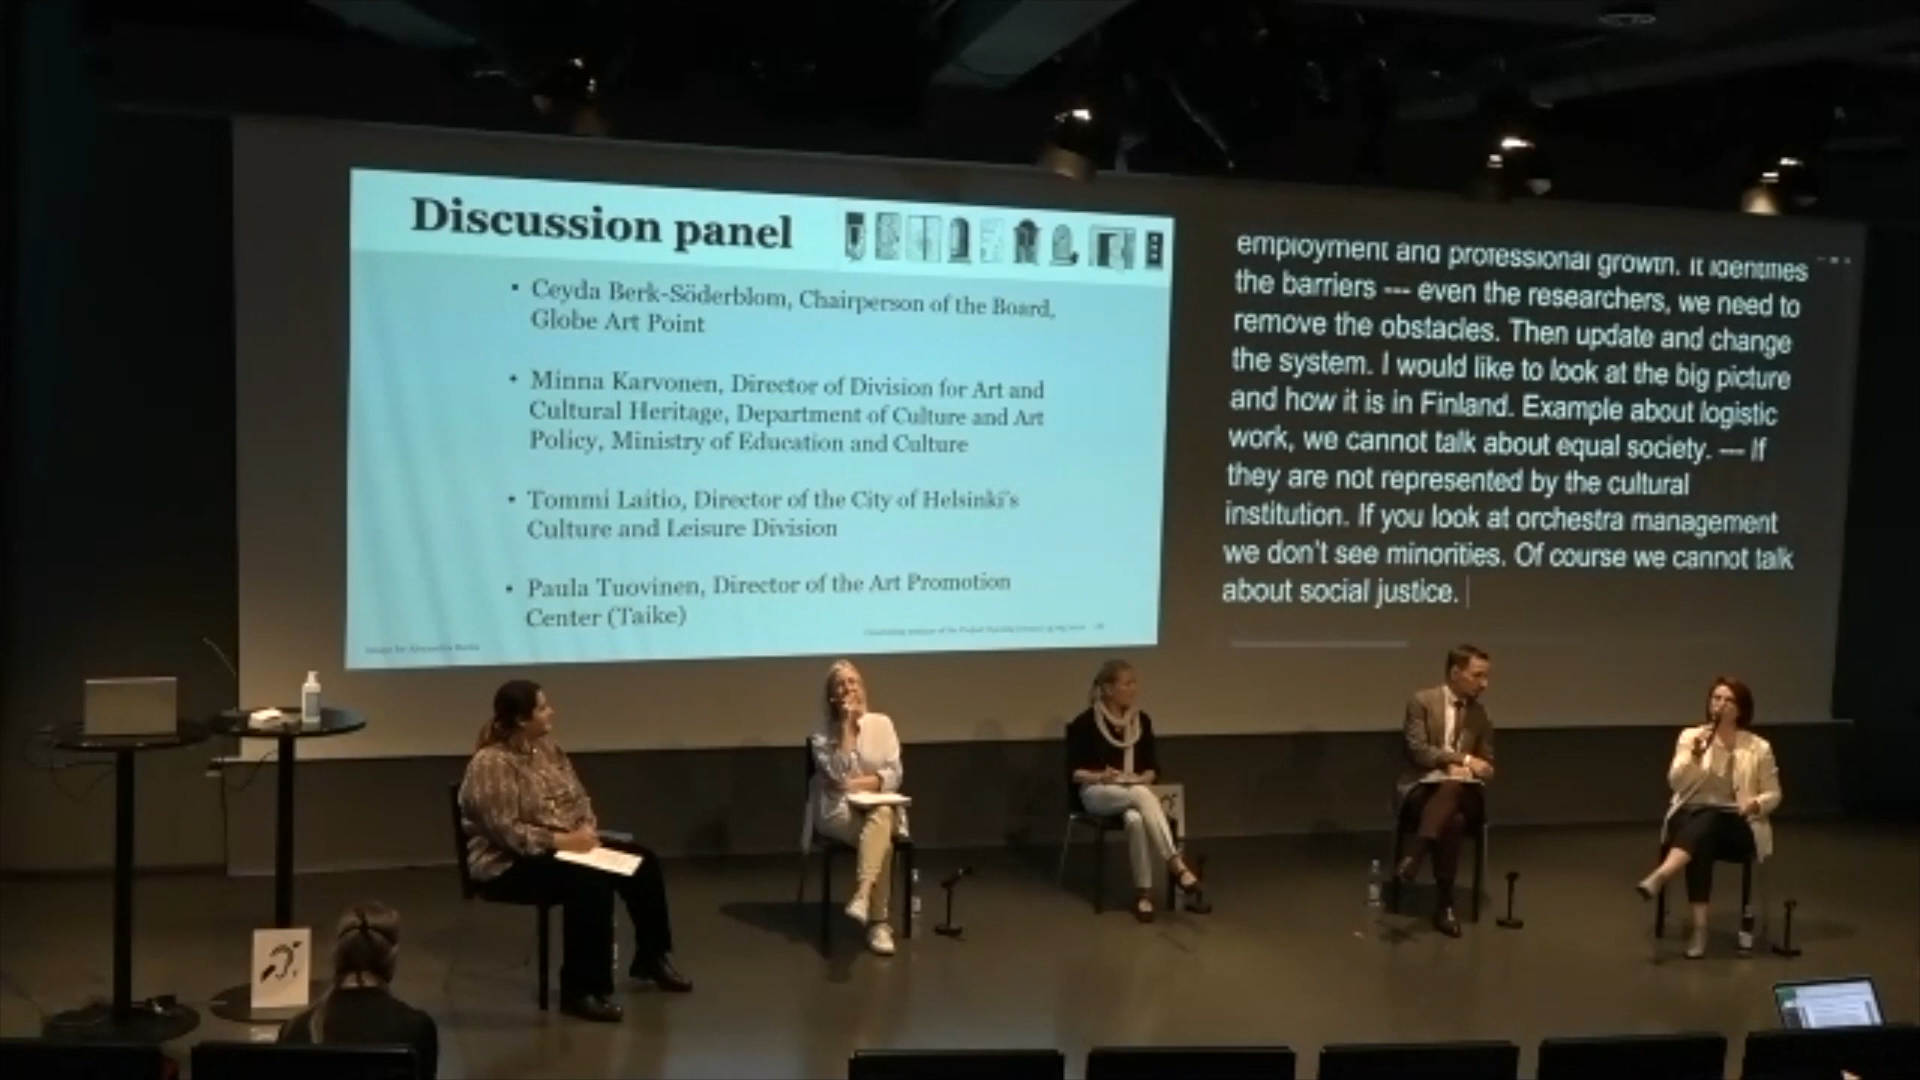 Discussion panel
• Ceyda Berk-Söderblom, Chairperson of the Board,
Globe Art Point
• Minna Karvonen, Director of Division for Art and
Cultural Heritage, Department of Culture and Art
Policy, Ministry of Education and Culture
• Tommi Laitio, Director of the City of Helsinki's
Culture and Leisure Division
• Paula Tuovinen, Director of the Art Promotion
Center (Taike)
employment and professional growth. It identifies
the barriers --- even the researchers, we need to
remove the obstacles. Then update and change
the system. I would like to look at the big picture
and how it is in Finland. Example about logistic
work, we cannot talk about equal society. --- If
they are not represented by the cultural
institution. If you look at orchestra management
we don't see minorities. Of course we cannot talk
about social justice.